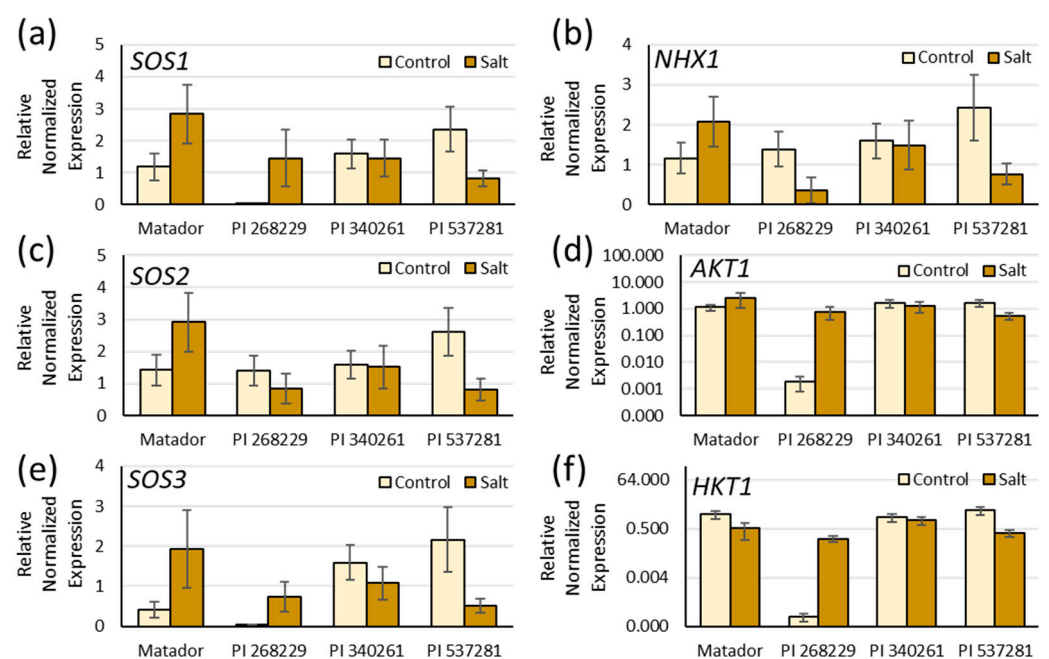 (a)
SOS1
Control Salt
Relative
Normalized
Expression
5
4
3
2
1
0
Matador PI 268229 PI 340261 PI 537281
(b)
NHX1
Control Salt
Relative
Normalized
Expression
4
3
2
1
0
Matador PI 268229 PI 340261 PI 537281
(c)
SOS2
Control Salt
Relative
Normalized
Expression
5
4
3
2
1
0
Matador PI 268229 PI 340261 PI 537281
(d)
AKT1
Control Salt
Relative
Normalized
Expression
100.000
10.000
1.000
0.100
0.010
0.001
0.000
Matador PI 268229 PI 340261 PI 537281
(e)
SOS3
Control Salt
Relative
Normalized
Expression
4
3
2
1
0
Matador PI 268229 PI 340261 PI 537281
(f)
HKT1
Control Salt
Relative
Normalized
Expression
64.000
0.500
0.004
0.000
Matador PI 268229 PI 340261 PI 537281